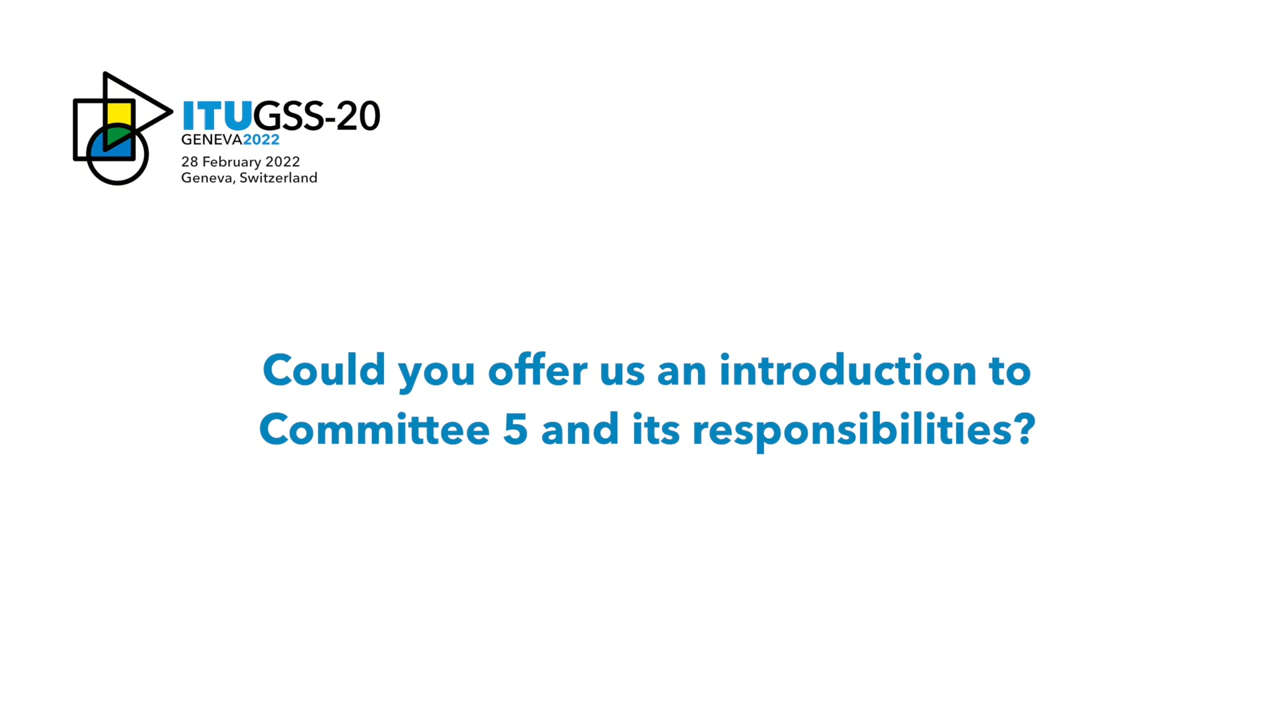 ITUGSS-20
GENEVA2022
28 February 2022
Geneva, Switzerland
Could you offer us an introduction to
Committee 5 and its responsibilities?